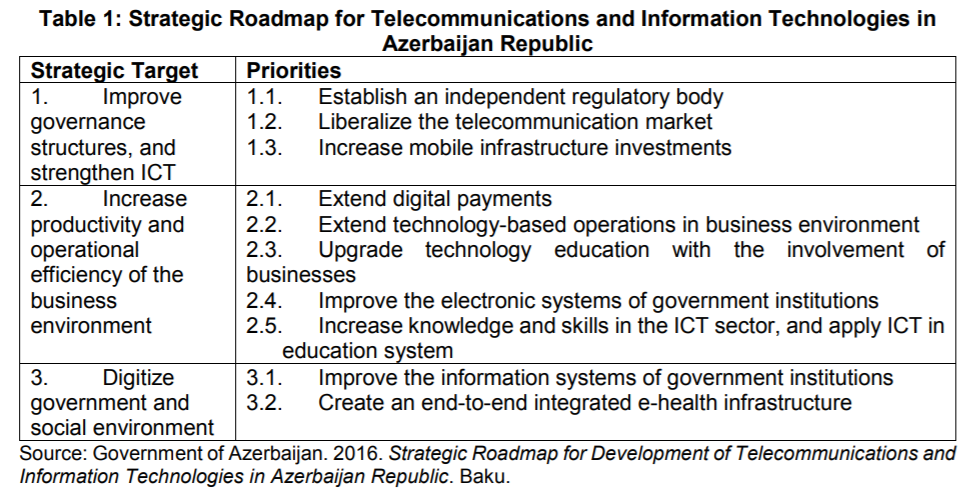 Table 1: Strategic Roadmap for Telecommunications and Information Technologies in
Azerbaijan Republic
Strategic Target
Priorities
1. Improve
governance
structures, and
strengthen ICT
1.1. Establish an independent regulatory body
1.2. Liberalize the telecommunication market
1.3. Increase mobile infrastructure investments
2. Increase
productivity and
operational
efficiency of the
business
environment
2.1. Extend digital payments
2.2. Extend technology-based operations in business environment
2.3. Upgrade technology education with the involvement of
businesses
2.4. Improve the electronic systems of government institutions
2.5. Increase knowledge and skills in the ICT sector, and apply ICT in
education system
3. Digitize
government and
social environment
3.1. Improve the information systems of government institutions
3.2. Create an end-to-end integrated e-health infrastructure
Source: Government of Azerbaijan. 2016. Strategic Roadmap for Development of Telecommunications and
Information Technologies in Azerbaijan Republic. Baku.